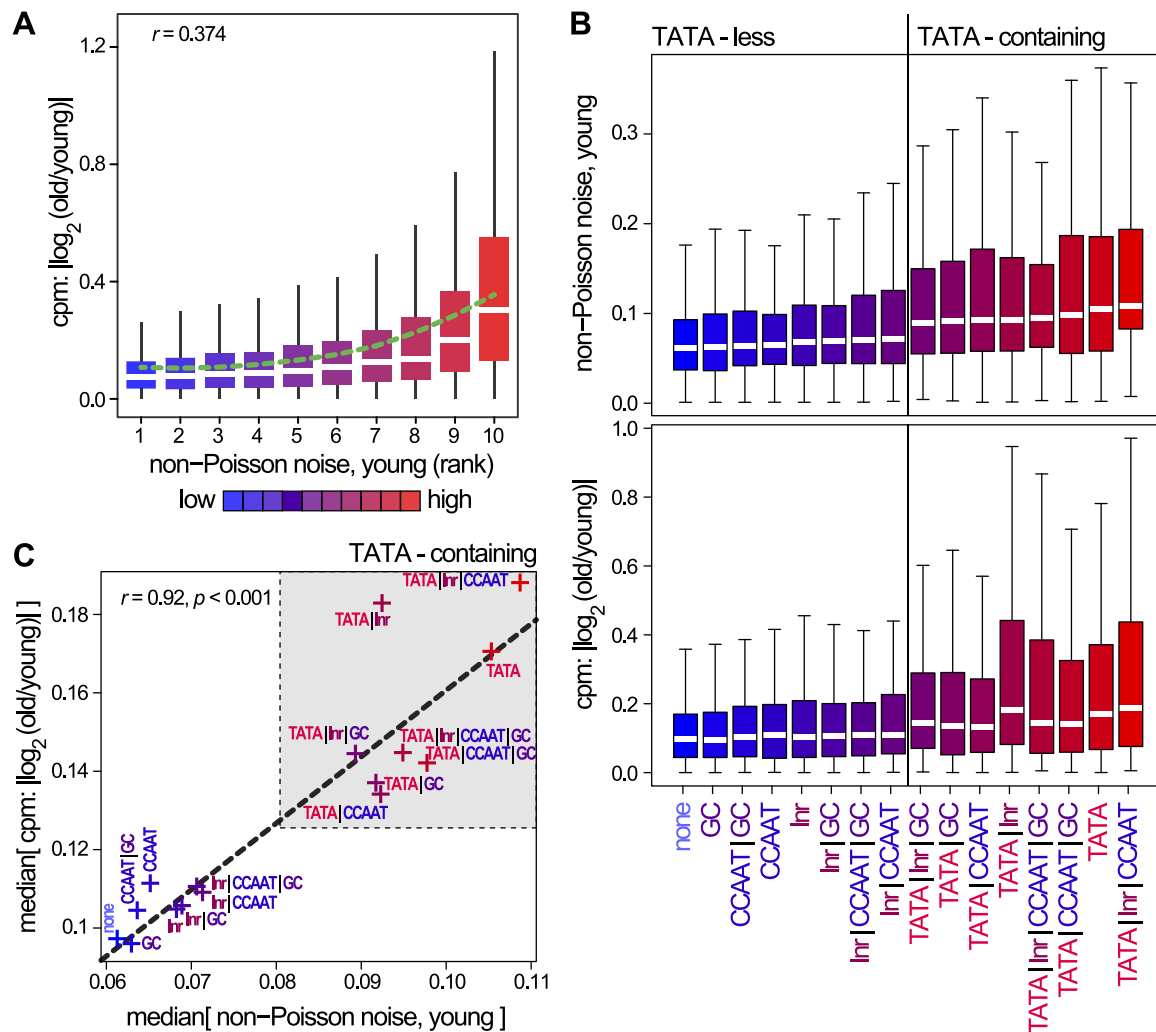 A
r = 0.374
1.2
0.8
0.4
0.0
cpm: |log2 (old/young)|
1 2 3 4 5 6 7 8 9 10
non−Poisson noise, young (rank)
low high
B
TATA - less TATA - containing
0.3
0.2
0.1
0.0
non−Poisson noise, young
1.0
0.8
0.6
0.4
0.2
0.0
cpm: |log2 (old/young)|
none
GC
CCAAT|GC
CCAAT
Inr
Inr|GC
Inr|CCAAT|GC
Inr|CCAAT
TATA|Inr|GC
TATA|GC
TATA|CCAAT
TATA|Inr
TATA|Inr|CCAAT|GC
TATA|CCAAT|GC
TATA
TATA|Inr|CCAAT
C
TATA - containing
r = 0.92, p < 0.001
TATA|Inr|CCAAT
TATA|Inr
TATA
TATA|Inr|GC
TATA|Inr|CCAAT|GC
TATA|CCAAT|GC
TATA|GC
TATA|CCAAT
CCAAT|GC
CCAAT
Inr|CCAAT|GC
Inr|CCAAT
none
GC
Inr
Inr|GC
0.18
0.16
0.14
0.12
0.1
median[ cpm: |log2 (old/young)| ]
0.06 0.07 0.08 0.09 0.10 0.11
median[ non−Poisson noise, young ]